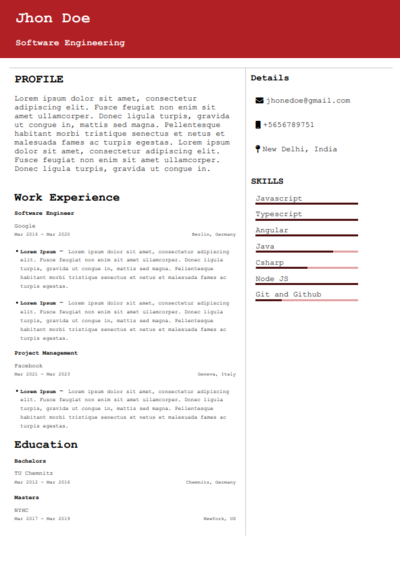 Jhon Doe
Software Engineering
PROFILE
Lorem ipsum dolor sit amet, consectetur
adipiscing elit. Fusce feugiat non enim sit
amet ullamcorper. Donec ligula turpis, gravida
ut congue in, mattis sed magna. Pellentesque
habitant morbi tristique senectus et netus et
malesuada fames ac turpis egestas. Lorem ipsum
dolor sit amet, consectetur adipiscing elit.
Fusce feugiat non enim sit amet ullamcorper.
Donec ligula turpis, gravida ut congue in.
Work Experience
Software Engineer
Google
Mar 2016 - Mar 2020 Berlin, Germany
• Lorem Ipsum - Lorem ipsum dolor sit amet, consectetur adipiscing
elit. Fusce feugiat non enim sit amet ullamcorper. Donec ligula
turpis, gravida ut congue in, mattis sed magna. Pellentesque
habitant morbi tristique senectus et netus et malesuada fames ac
turpis egestas.
• Lorem Ipsum - Lorem ipsum dolor sit amet, consectetur adipiscing
elit. Fusce feugiat non enim sit amet ullamcorper. Donec ligula
turpis, gravida ut congue in, mattis sed magna. Pellentesque
habitant morbi tristique senectus et netus et malesuada fames ac
turpis egestas.
Project Management
Facebook
Mar 2021 - Mar 2023 Geneva, Italy
• Lorem Ipsum - Lorem ipsum dolor sit amet, consectetur adipiscing
elit. Fusce feugiat non enim sit amet ullamcorper. Donec ligula
turpis, gravida ut congue in, mattis sed magna. Pellentesque
habitant morbi tristique senectus et netus et malesuada fames ac
turpis egestas.
Education
Bachelors
TU Chemnitz
Mar 2012 - Mar 2016 Chemnitz, Germany
Masters
NYNC
Mar 2017 - Mar 2019 NewYork, US
Details
jhonedoe@gmail.com
+5656789751
New Delhi, India
SKILLS
Javascript
Typescript
Angular
Java
Csharp
Node JS
Git and Github